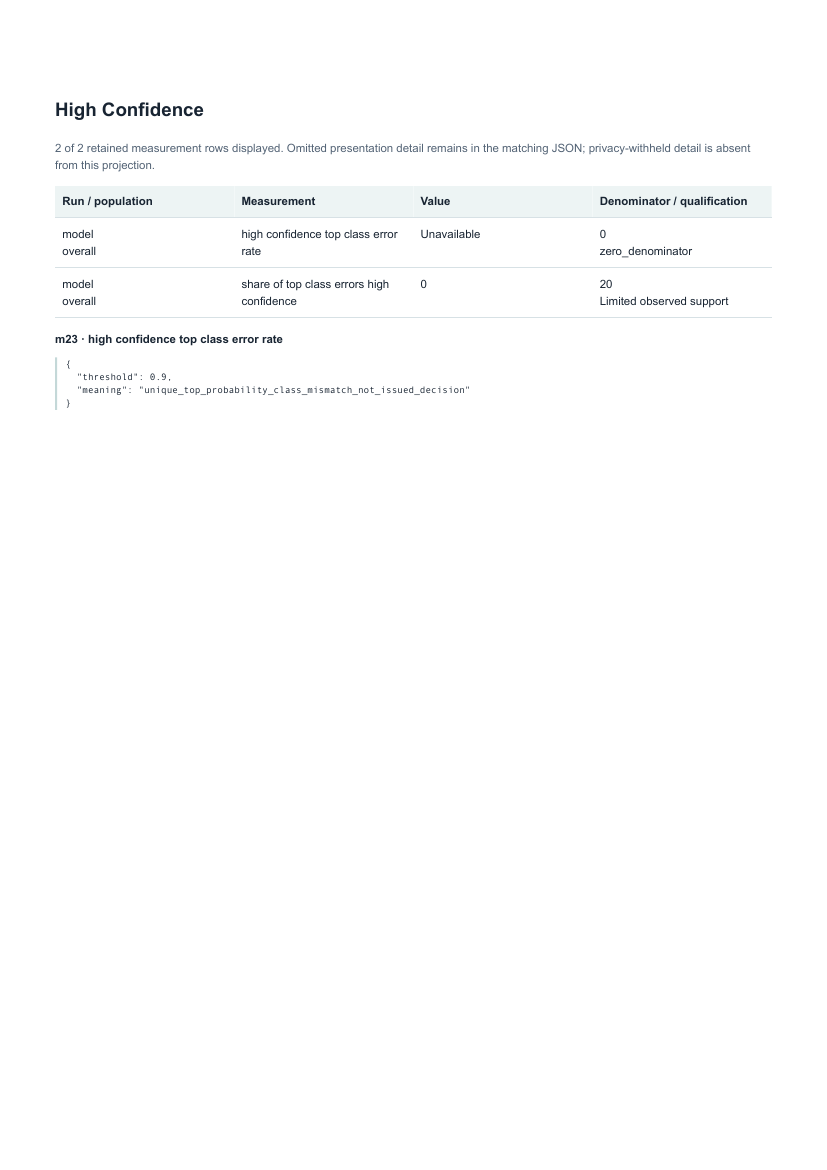 High Confidence
2 of 2 retained measurement rows displayed. Omitted presentation detail remains in the matching JSON; privacy-withheld detail is absent
from this projection.
Run / population Measurement Value Denominator / qualification
model high confidence top class error Unavailable 0
overall rate zero_denominator
model share of top class errors high 0 20
overall confidence Limited observed support
m23 · high confidence top class error rate
{
  "threshold": 0.9,
  "meaning": "unique_top_probability_class_mismatch_not_issued_decision"
}